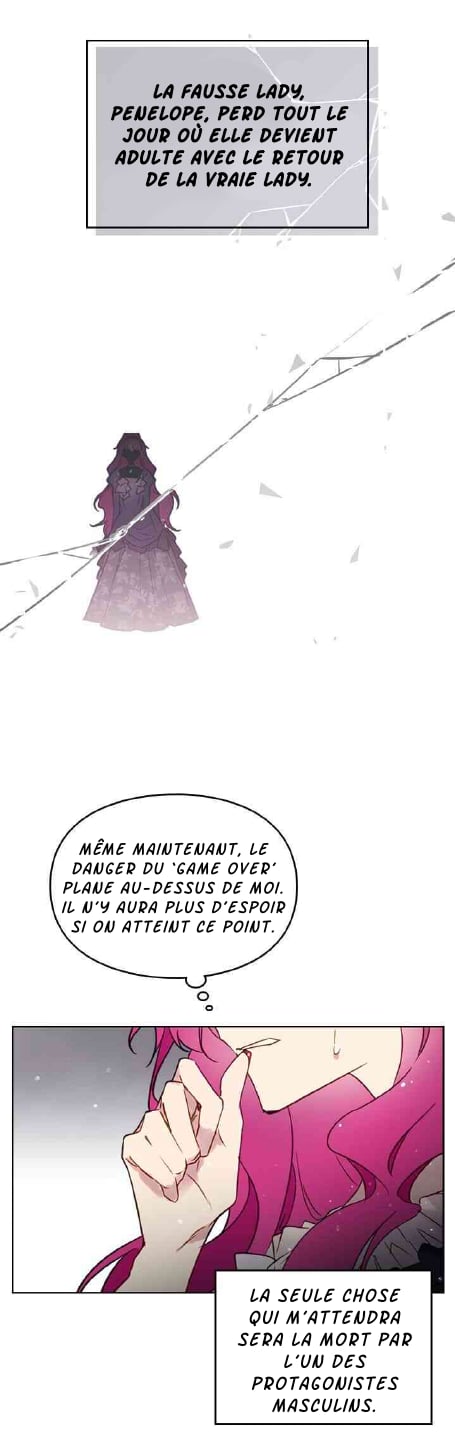 LA FAUSSE LADY,
PENELOPE, PERD TOUT LE
JOUR OÙ ELLE DEVIENT
ADULTE AVEC LE RETOUR
DE LA VRAIE LADY.
MÊME MAINTENANT, LE
DANGER DU 'GAME OVER'
PLANE AU-DESSUS DE MOI.
IL N'Y AURA PLUS D'ESPOIR
SI ON ATTEINT CE POINT.
LA SEULE CHOSE
QUI M'ATTENDRA
SERA LA MORT PAR
L'UN DES
PROTAGONISTES
MASCULINS.